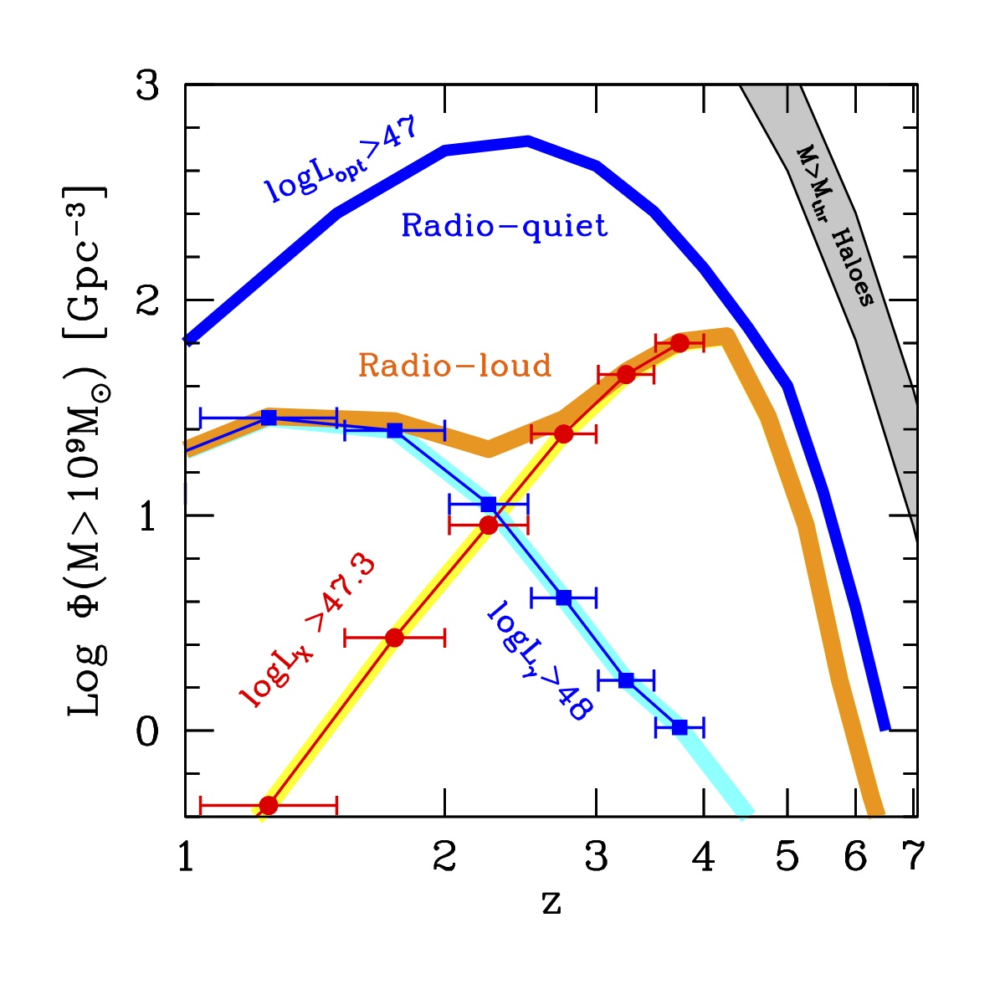 3
2
1
0
Log Φ(M>10⁹M⊙) [Gpc⁻³]
logL_opt>47
Radio-quiet
M>M_thr Haloes
Radio-loud
logL_X >47.3
logL_γ>48
1 2 3 4 5 6 7
z